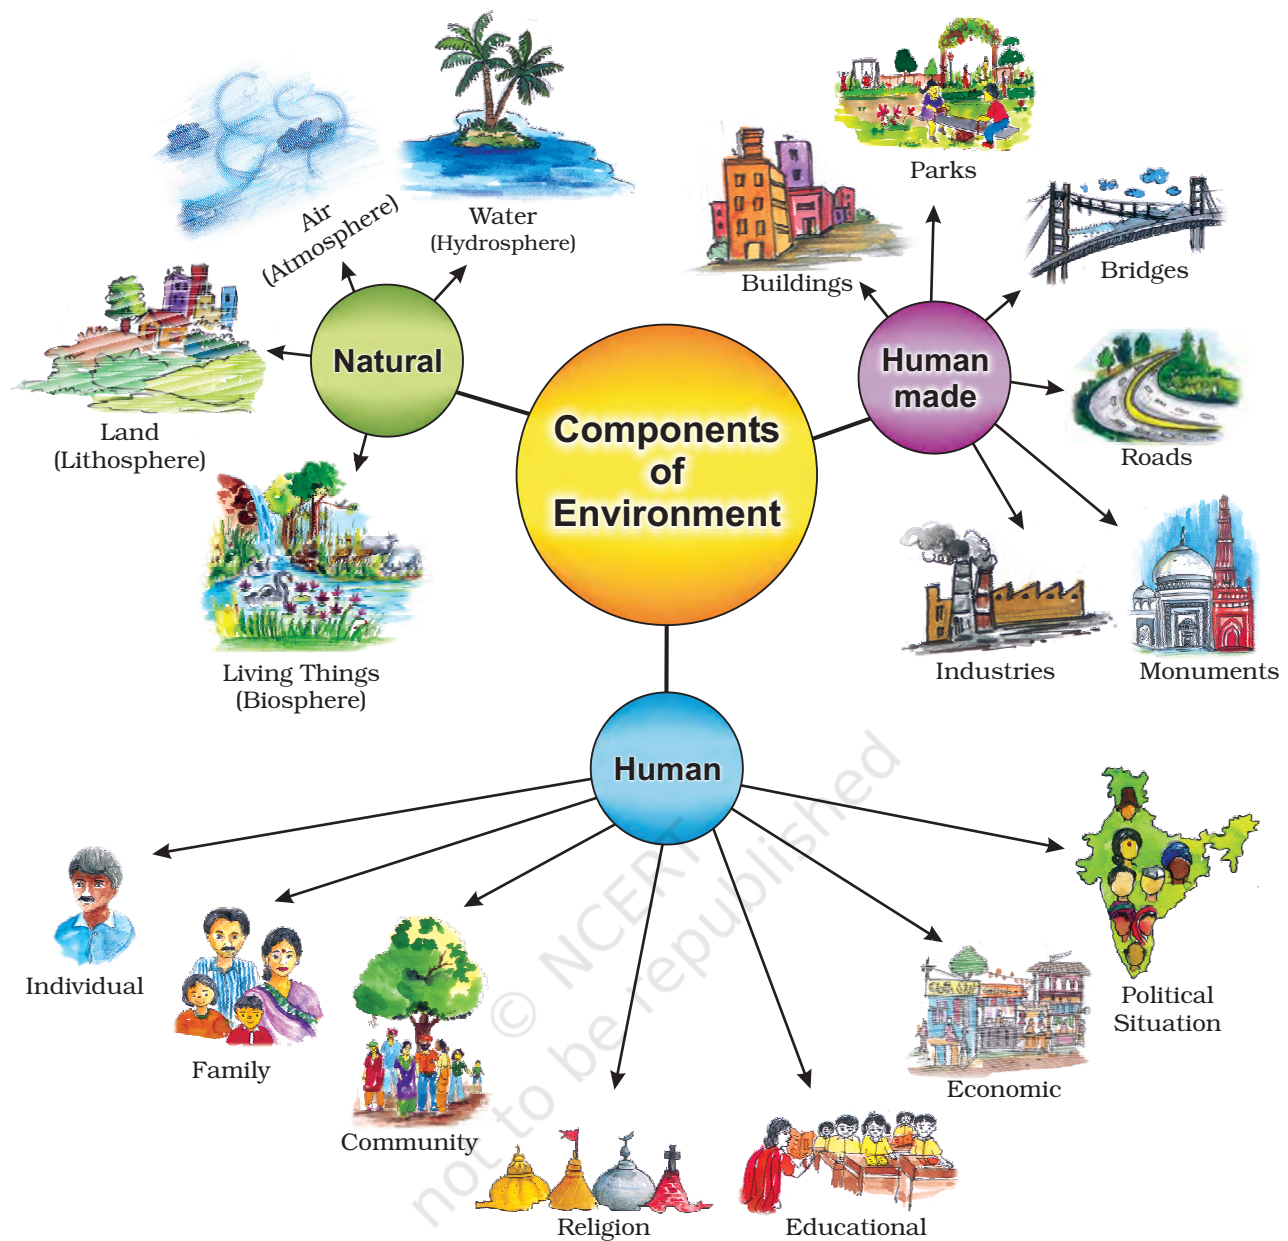 Air
(Atmosphere)
Water
(Hydrosphere)
Land
(Lithosphere)
Living Things
(Biosphere)
Natural
Components
of
Environment
Human
made
Buildings
Parks
Bridges
Roads
Monuments
Industries
Human
Individual
Family
Community
Religion
Educational
Economic
Political
Situation
© NCERT
not to be republished